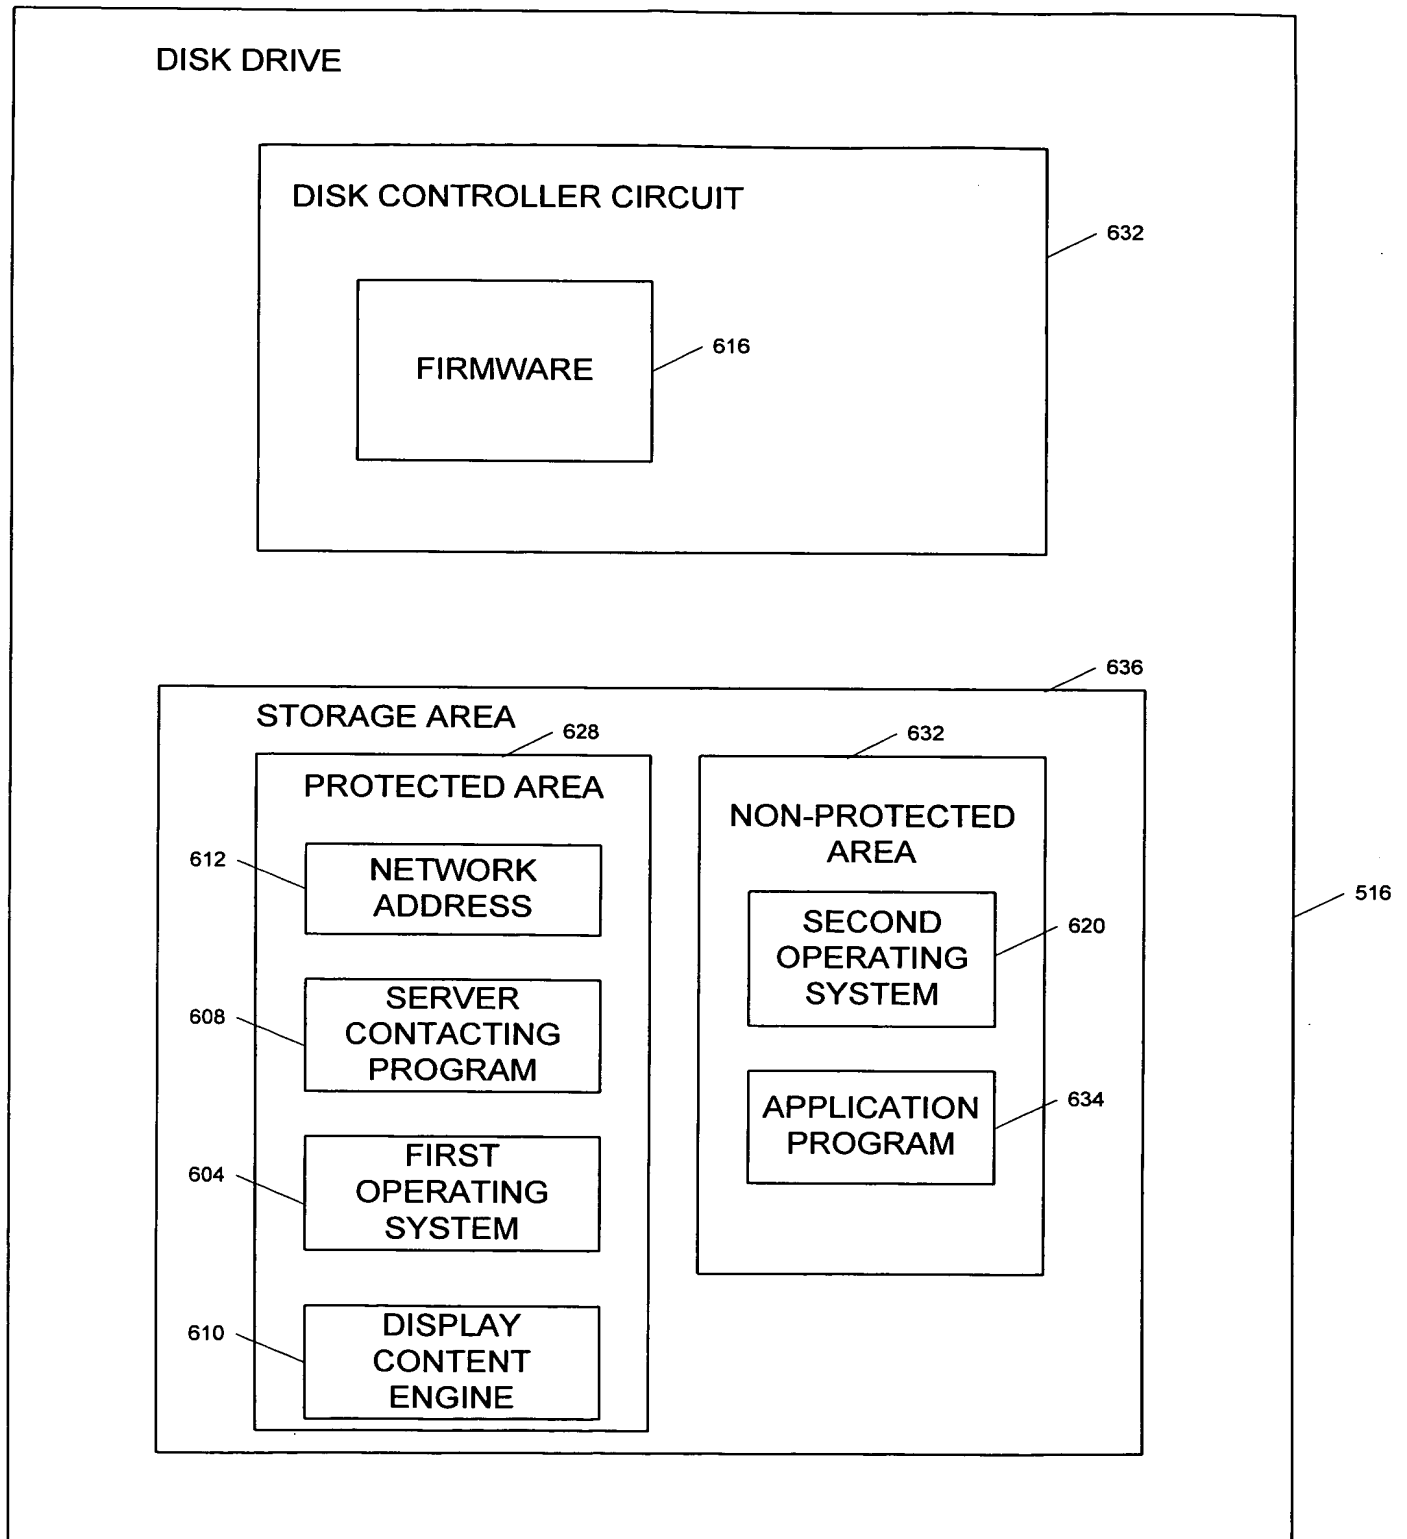 DISK DRIVE
DISK CONTROLLER CIRCUIT
632
FIRMWARE
616
636
STORAGE AREA
628
632
PROTECTED AREA
NON-PROTECTED
AREA
612
NETWORK
ADDRESS
516
SECOND
OPERATING
SYSTEM
620
608
SERVER
CONTACTING
PROGRAM
APPLICATION
PROGRAM
634
604
FIRST
OPERATING
SYSTEM
610
DISPLAY
CONTENT
ENGINE